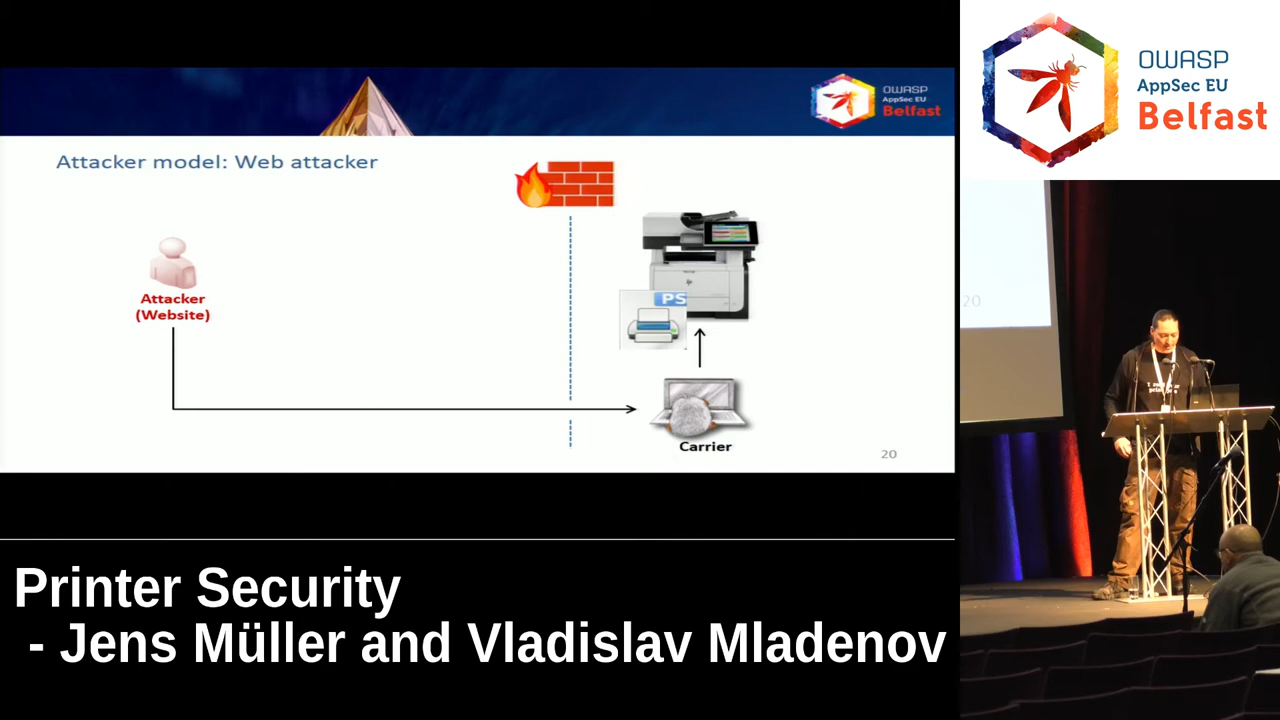 OWASP
AppSec EU
Belfast
Attacker model: Web attacker
Attacker
(Website)
PS
Carrier
20
OWASP
AppSec EU
Belfast
20
Printer Security
- Jens Müller and Vladislav Mladenov